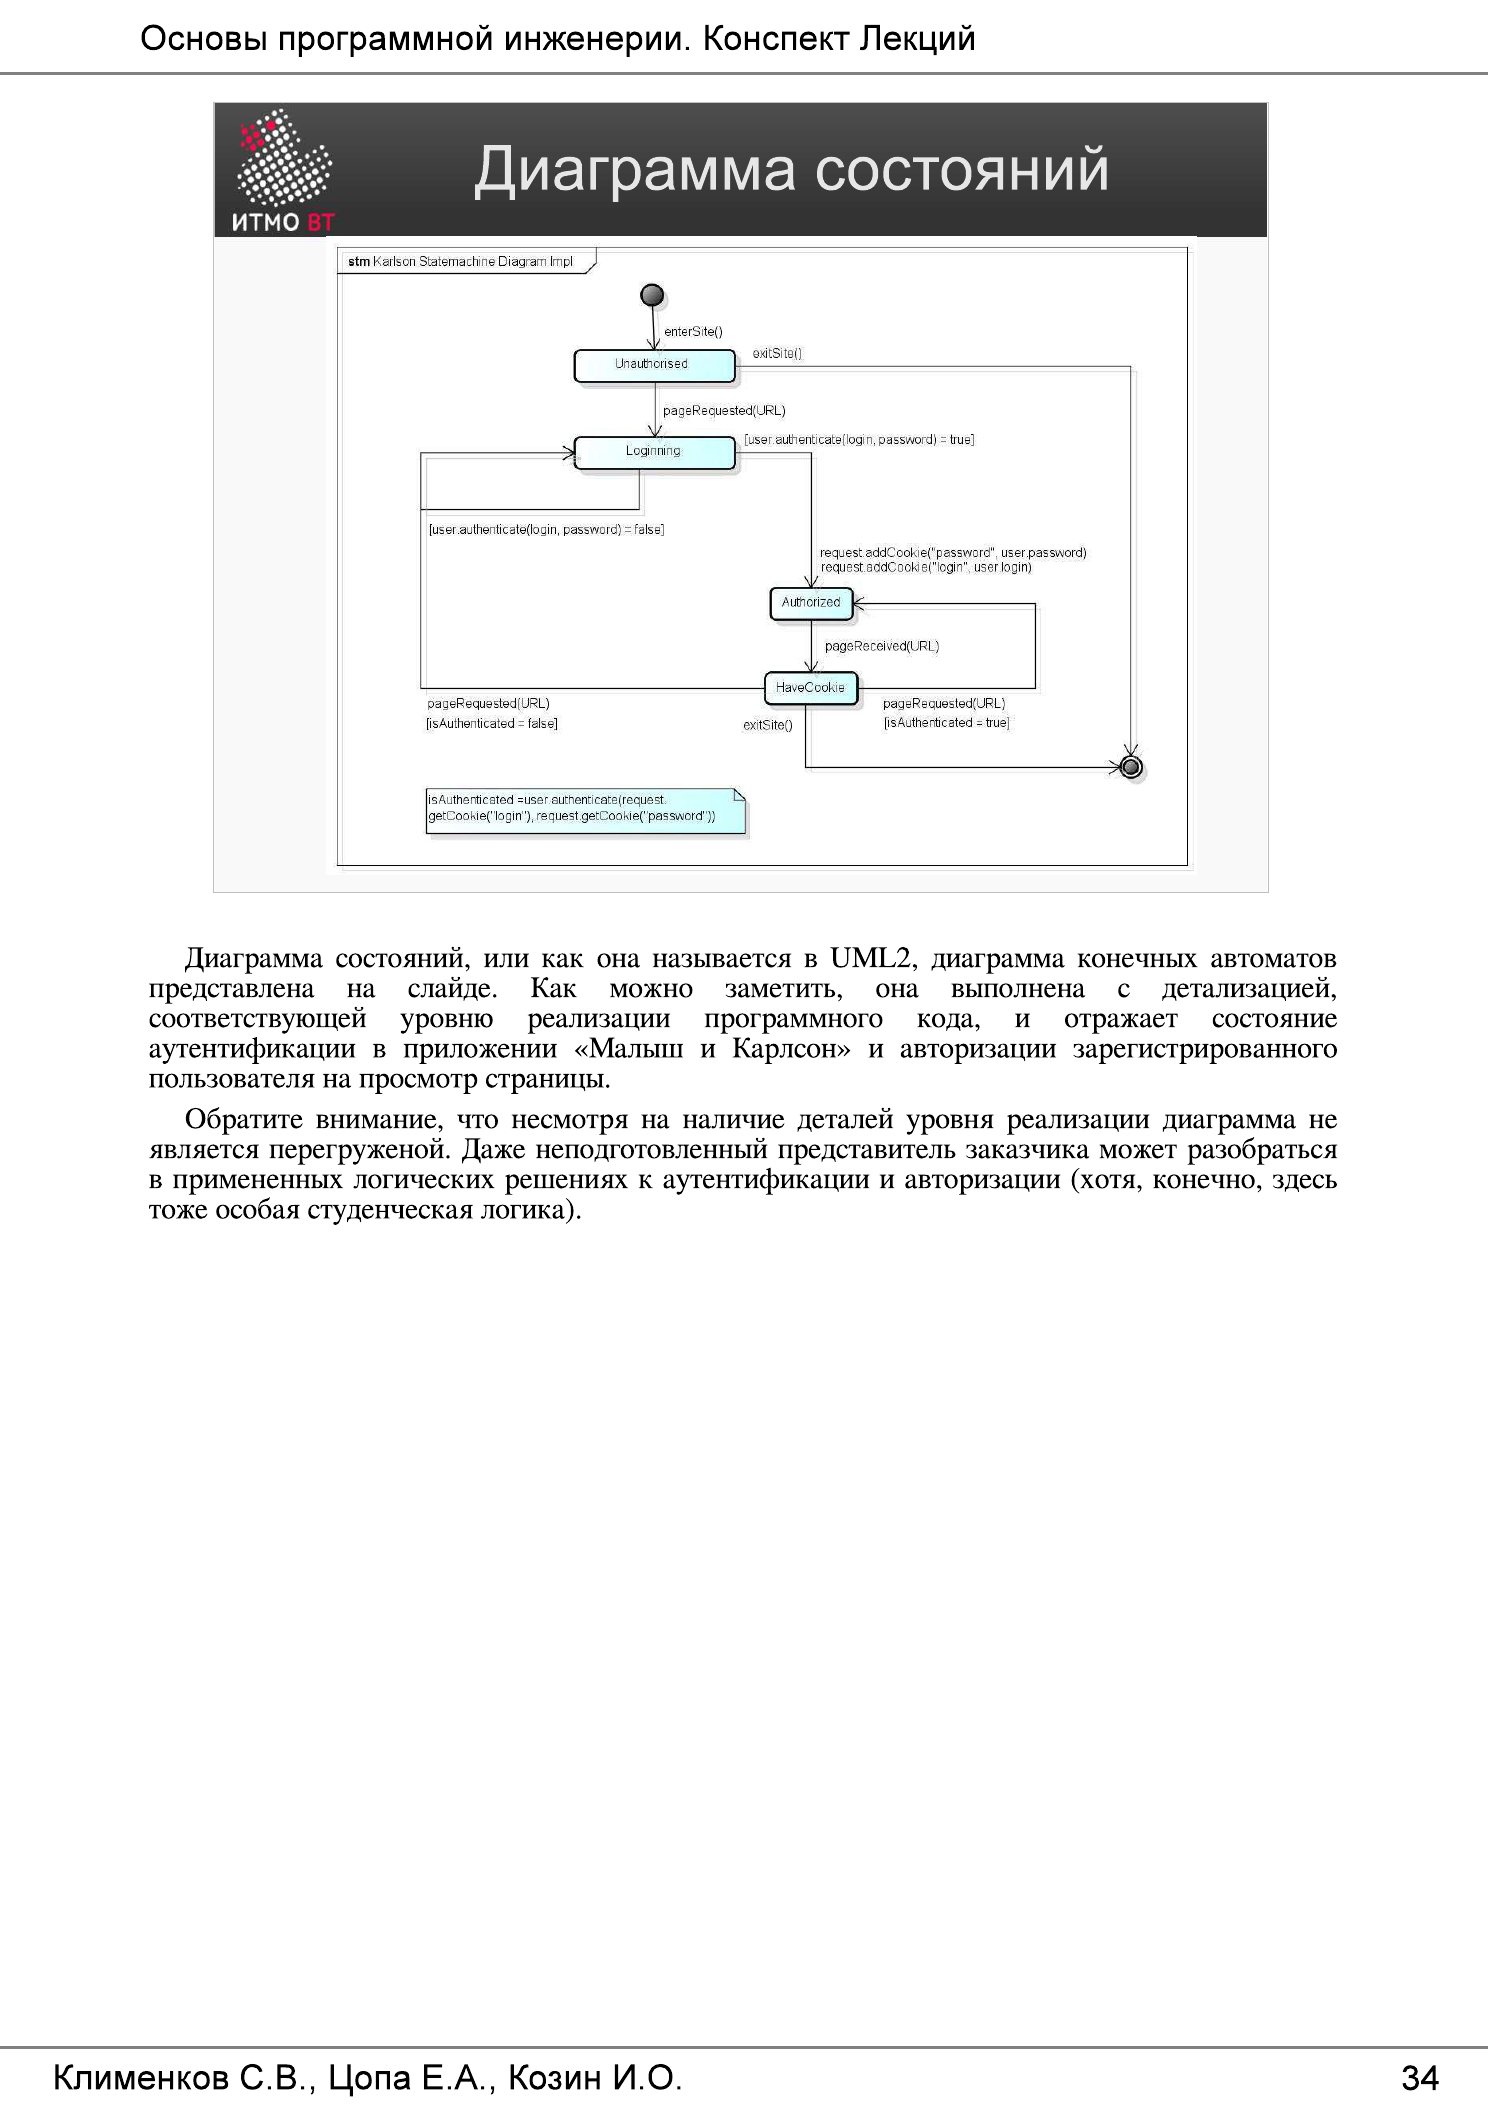 Основы программной инженерии. Конспект Лекций
Диаграмма состояний
ИТМО ВТ
stm Karlson Statemachine Diagram Impl
enterSite()
Unauthorised
exitSite()
pageRequested(URL)
Loginning
[user.authenticate(login, password) = true]
[user.authenticate(login, password) = false]
request.addCookie("password", user.password)
request.addCookie("login", user.login)
Authorized
pageReceived(URL)
HaveCookie
pageRequested(URL)
[isAuthenticated = false]
exitSite()
pageRequested(URL)
[isAuthenticated = true]
isAuthenticated =user.authenticate(request.
getCookie("login"), request.getCookie("password"))
Диаграмма состояний, или как она называется в UML2, диаграмма конечных автоматов
представлена на слайде. Как можно заметить, она выполнена с детализацией,
соответствующей уровню реализации программного кода, и отражает состояние
аутентификации в приложении «Малыш и Карлсон» и авторизации зарегистрированного
пользователя на просмотр страницы.
Обратите внимание, что несмотря на наличие деталей уровня реализации диаграмма не
является перегруженой. Даже неподготовленный представитель заказчика может разобраться
в примененных логических решениях к аутентификации и авторизации (хотя, конечно, здесь
тоже особая студенческая логика).
Клименков С.В., Цопа Е.А., Козин И.О.
34